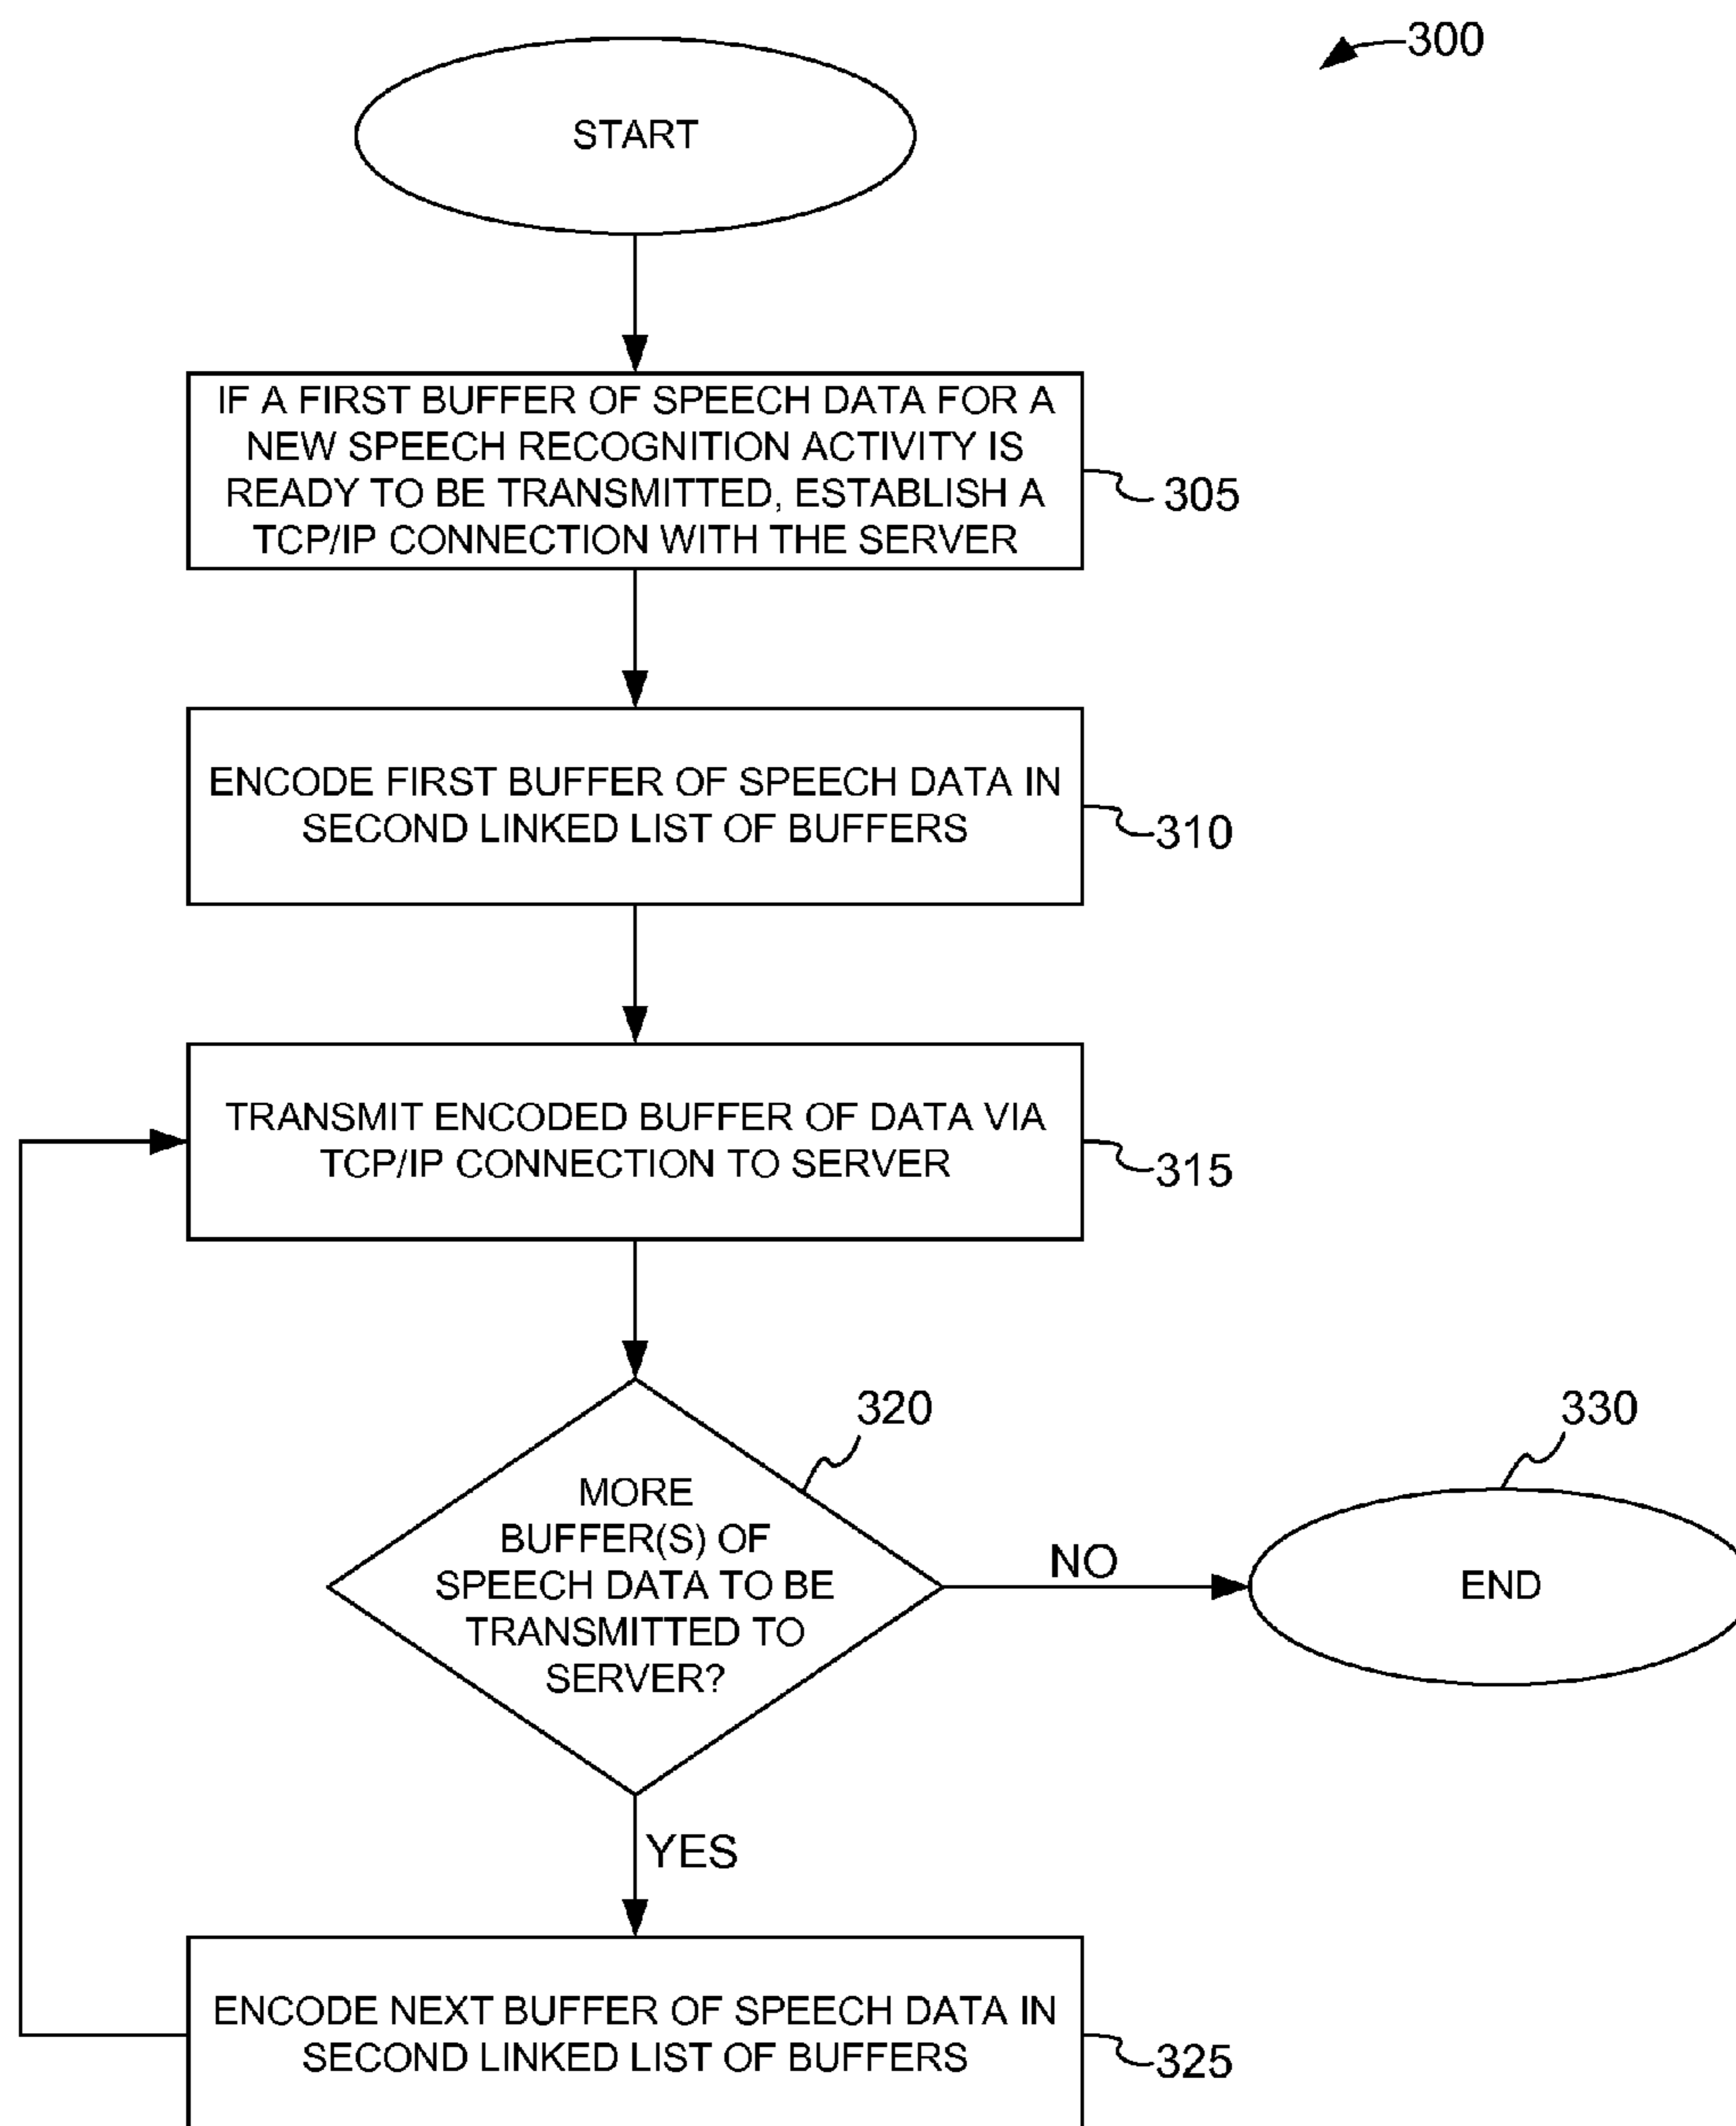 300
START
IF A FIRST BUFFER OF SPEECH DATA FOR A
NEW SPEECH RECOGNITION ACTIVITY IS
READY TO BE TRANSMITTED, ESTABLISH A
TCP/IP CONNECTION WITH THE SERVER
305
ENCODE FIRST BUFFER OF SPEECH DATA IN
SECOND LINKED LIST OF BUFFERS
310
TRANSMIT ENCODED BUFFER OF DATA VIA
TCP/IP CONNECTION TO SERVER
315
320
MORE
BUFFER(S) OF
SPEECH DATA TO BE
TRANSMITTED TO
SERVER?
NO
330
END
YES
ENCODE NEXT BUFFER OF SPEECH DATA IN
SECOND LINKED LIST OF BUFFERS
325